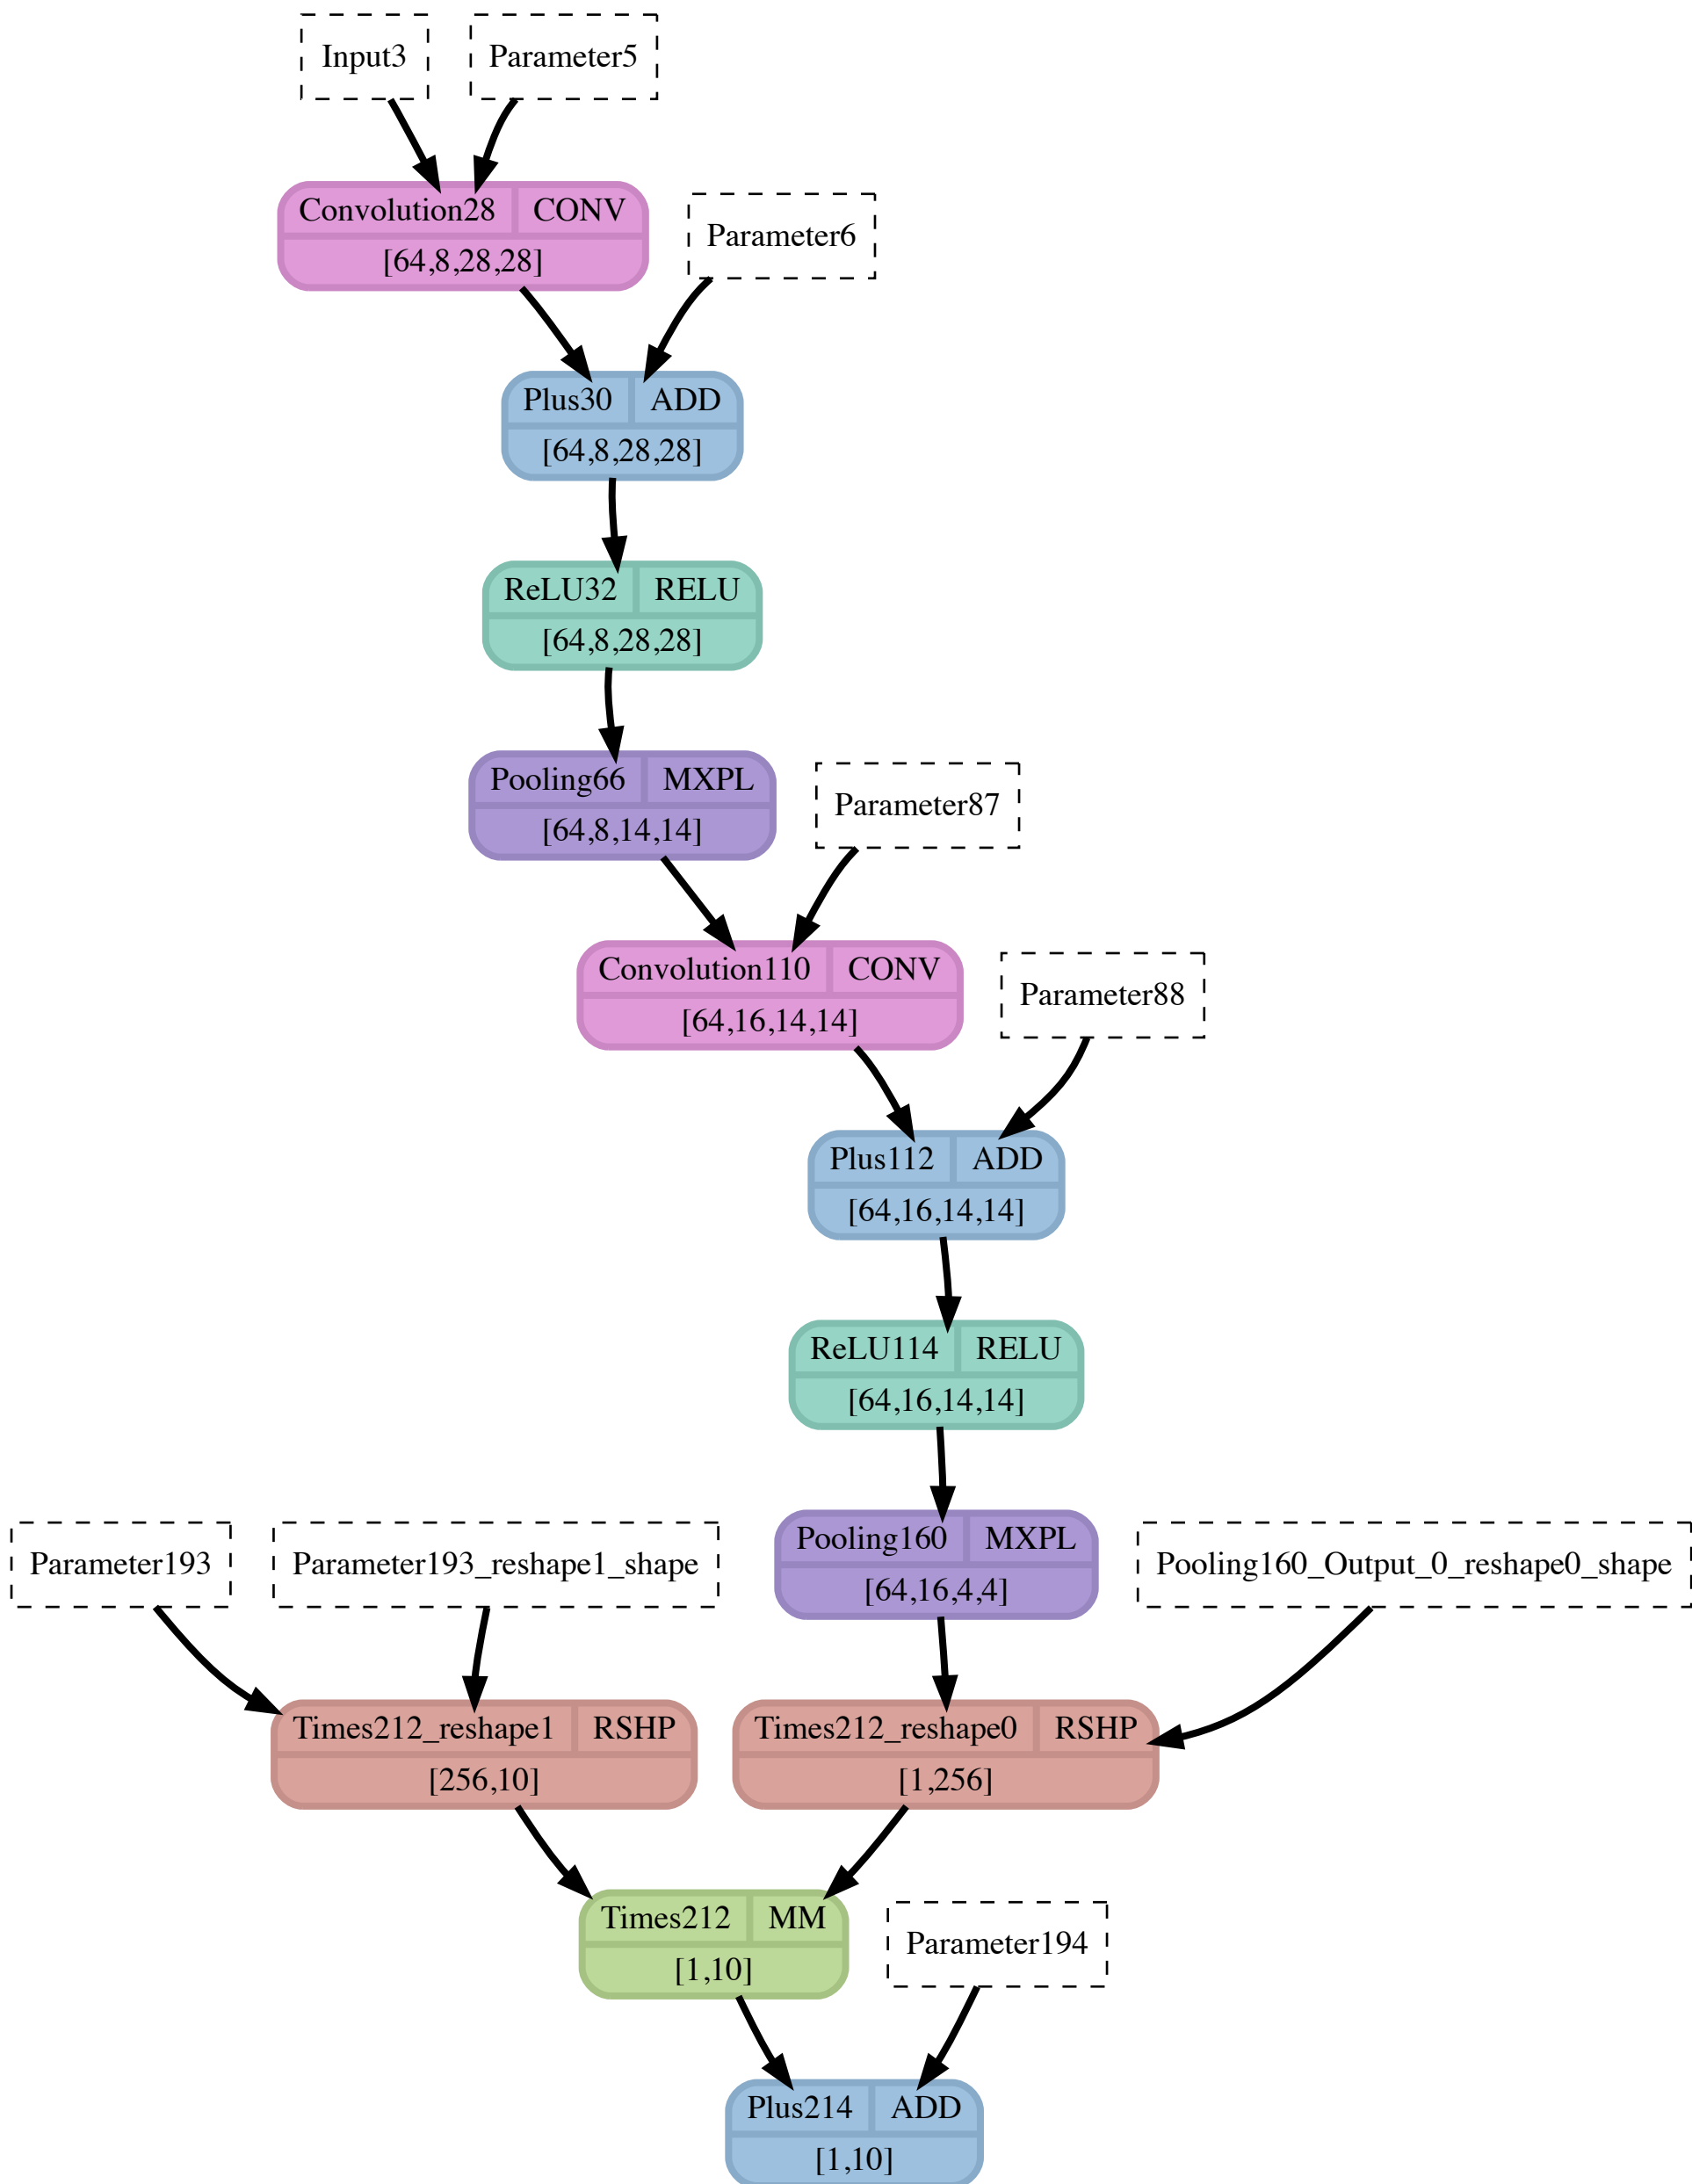 Input3
Parameter5
Convolution28 CONV
[64,8,28,28]
Parameter6
Plus30 ADD
[64,8,28,28]
ReLU32 RELU
[64,8,28,28]
Pooling66 MXPL
[64,8,14,14]
Parameter87
Convolution110 CONV
[64,16,14,14]
Parameter88
Plus112 ADD
[64,16,14,14]
ReLU114 RELU
[64,16,14,14]
Parameter193
Parameter193_reshape1_shape
Pooling160 MXPL
[64,16,4,4]
Pooling160_Output_0_reshape0_shape
Times212_reshape1 RSHP
[256,10]
Times212_reshape0 RSHP
[1,256]
Times212 MM
[1,10]
Parameter194
Plus214 ADD
[1,10]